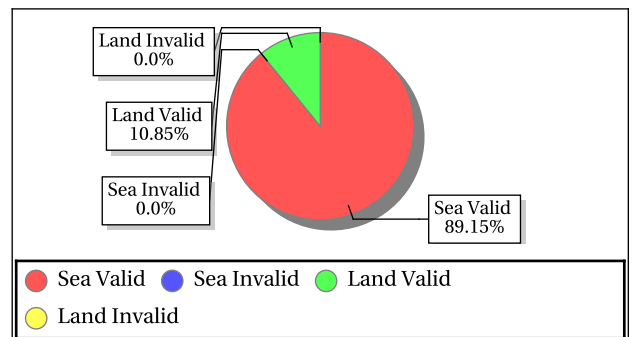 Land Invalid
0.0%
Land Valid
10.85%
Sea Invalid
0.0%
Sea Valid
89.15%
Sea Valid Sea Invalid Land Valid
Land Invalid